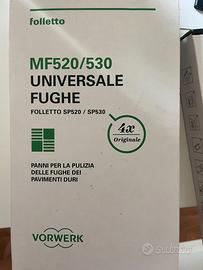 folletto
MF520/530
UNIVERSALE
FUGHE
FOLLETTO SP520 / SP530
4x
Originale
PANNI PER LA PULIZIA
DELLE FUGHE DEI
PAVIMENTI DURI
VORWERK
subito